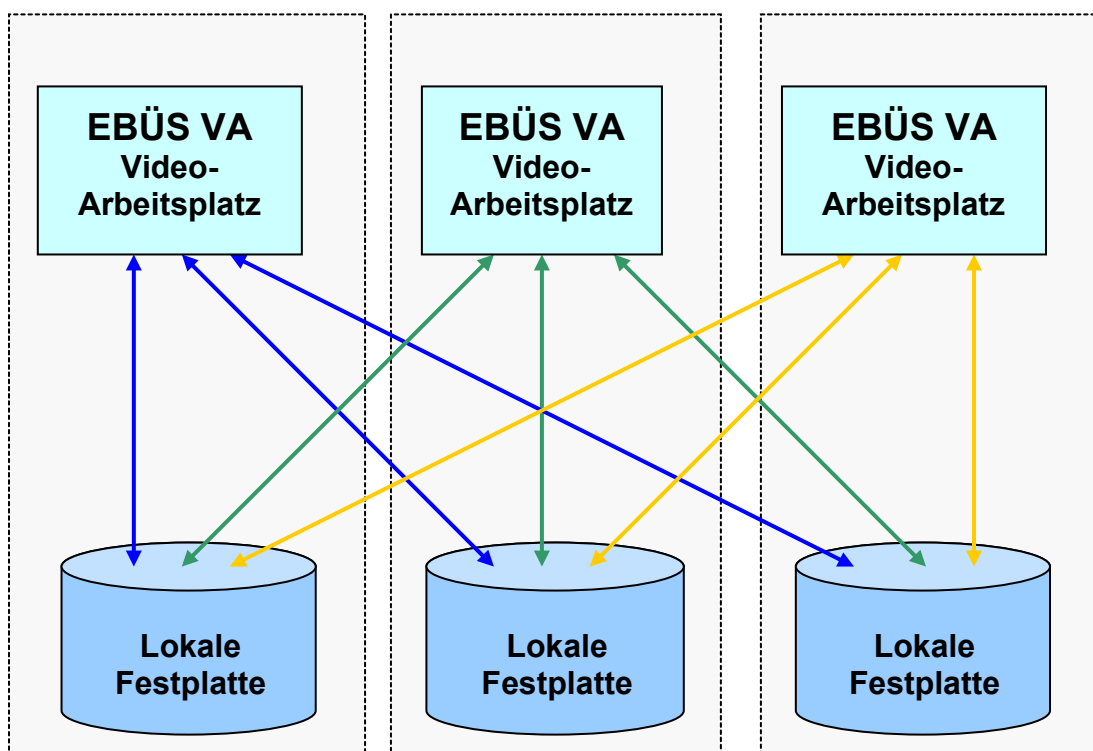 EBÜS VA
Video-
Arbeitsplatz
EBÜS VA
Video-
Arbeitsplatz
EBÜS VA
Video-
Arbeitsplatz
Lokale
Festplatte
Lokale
Festplatte
Lokale
Festplatte